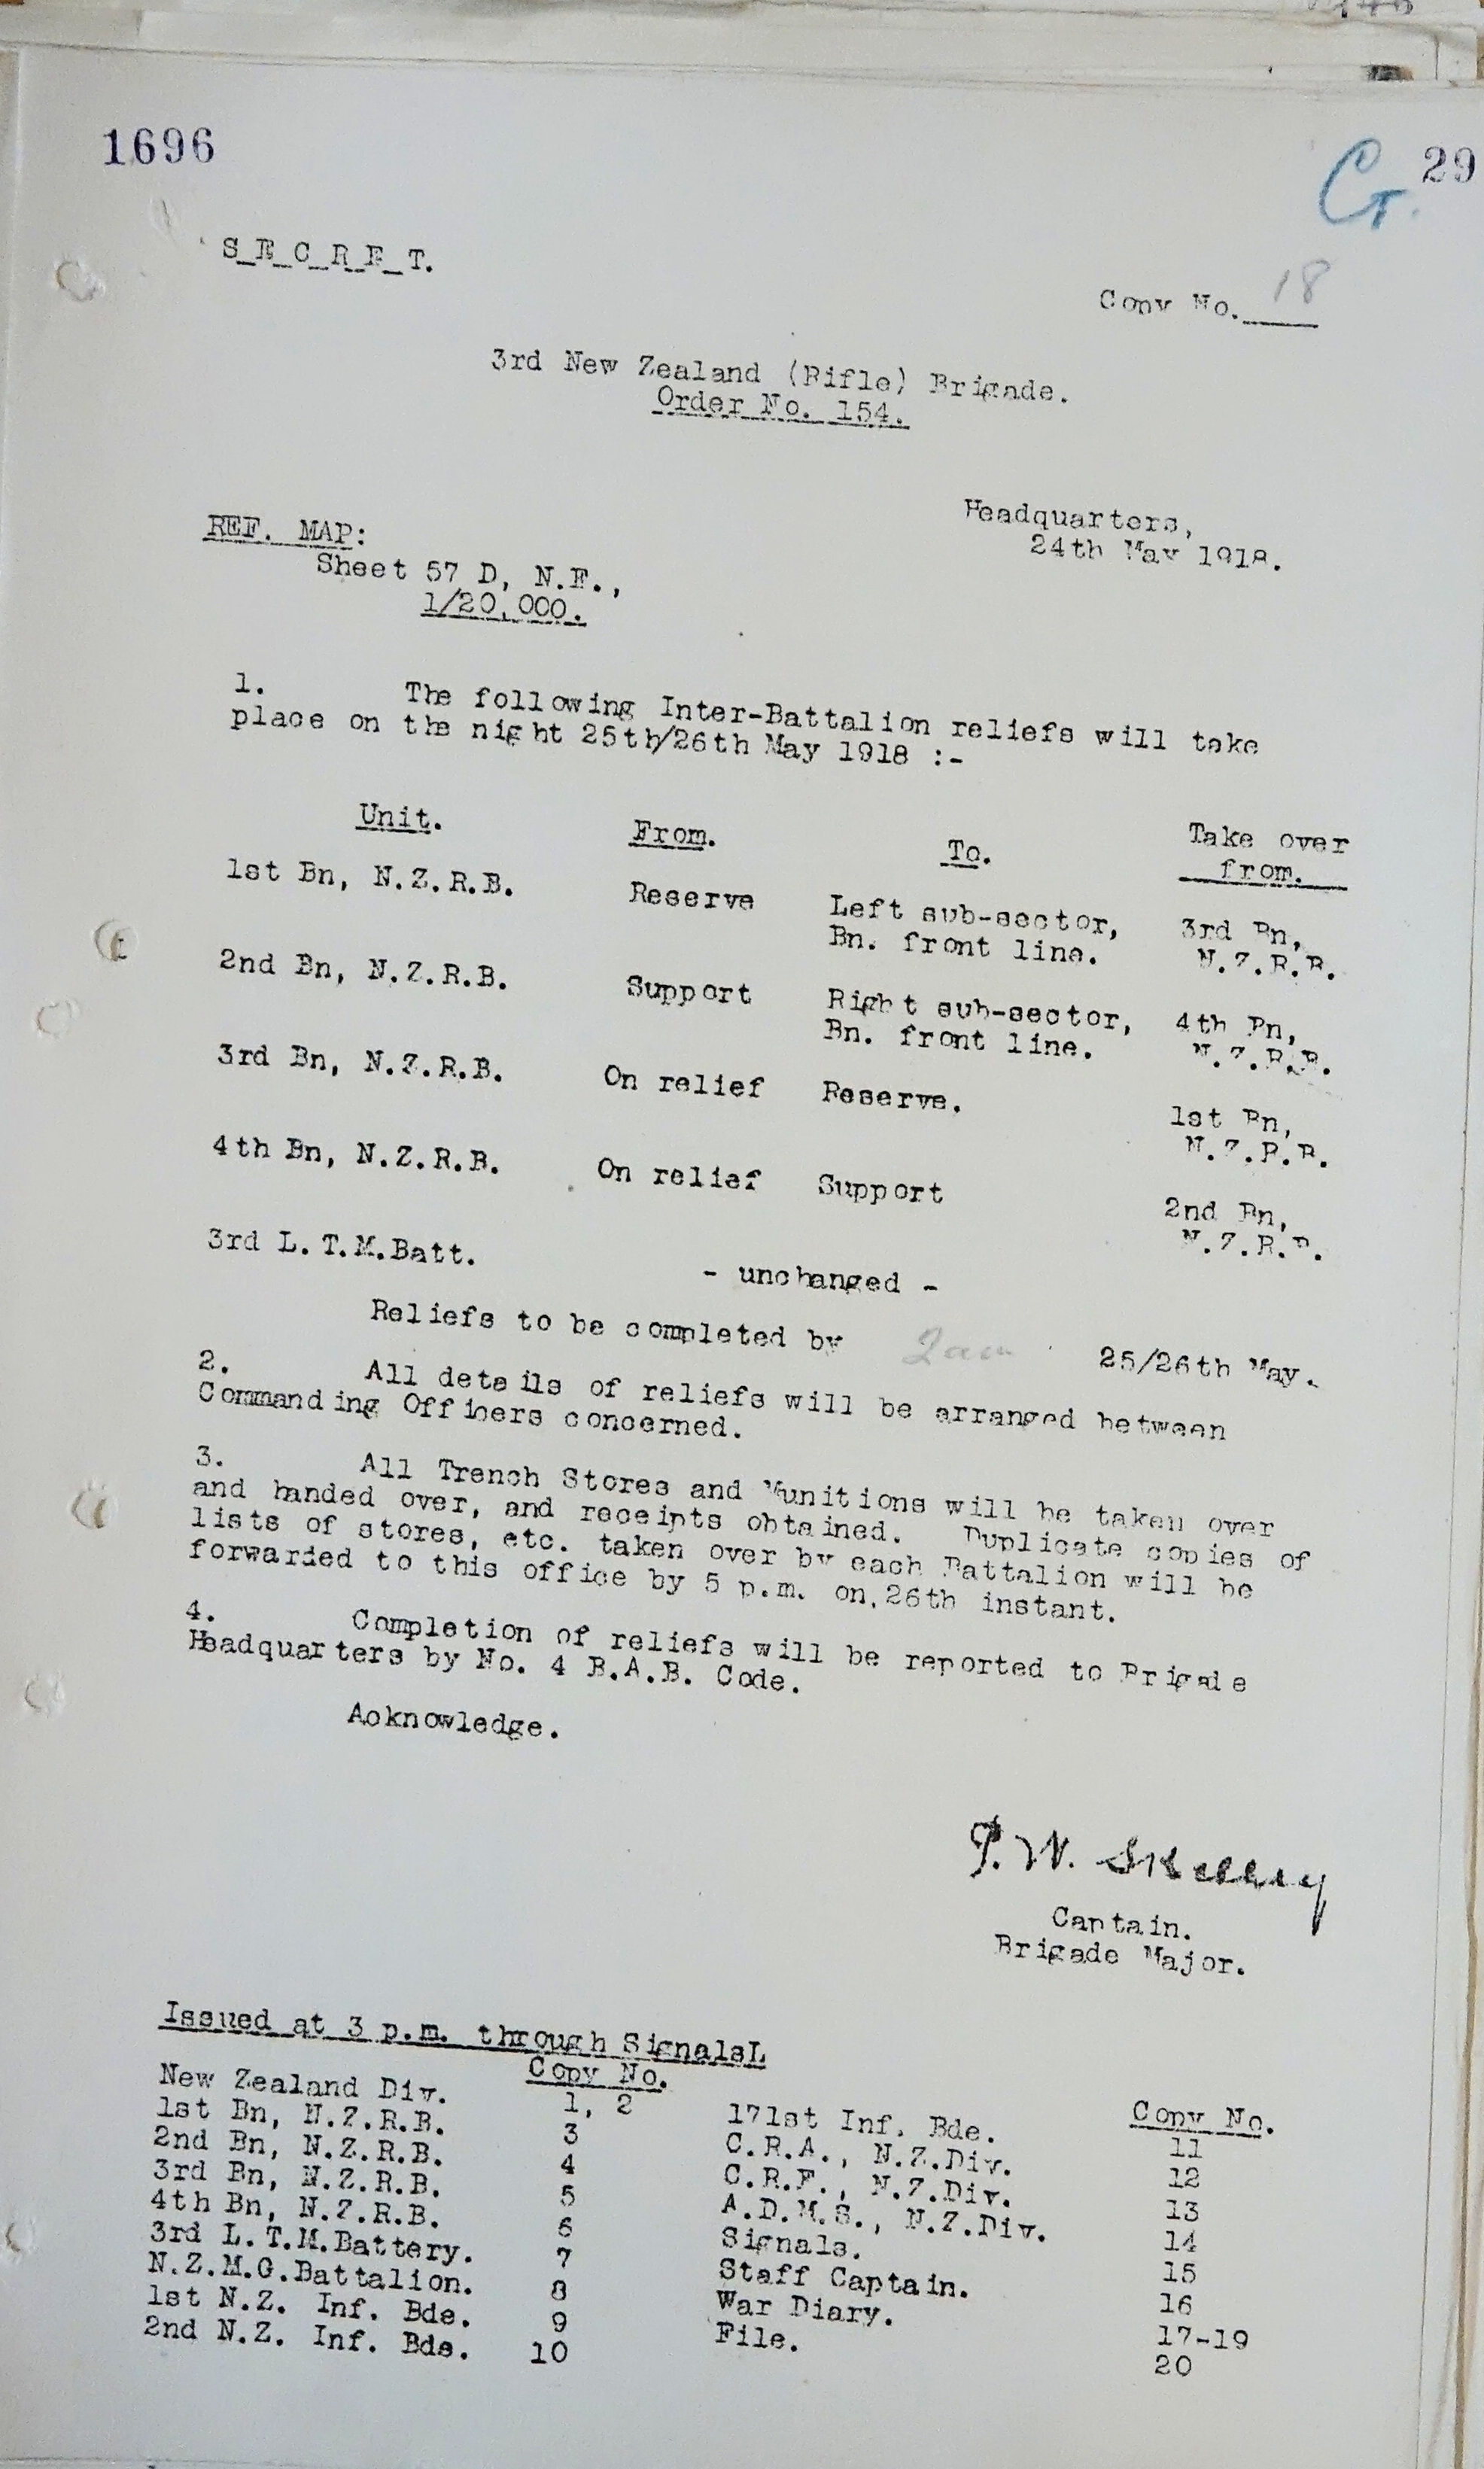 1696
G. 29
S_E_C_R_E_T.
Copy No. 18
3rd New Zealand (Rifle) Brigade.
Order No. 154.
Headquarters,
24th May 1918.
REF. MAP:
Sheet 57 D, N.E.,
1/20,000.
1. The following Inter-Battalion reliefs will take
place on the night 25th/26th May 1918 :-
Unit. From. To. Take over
from.
1st Bn, N.Z.R.B. Reserve Left sub-sector, 3rd Bn,
Bn. front line. N.Z.R.B.
2nd Bn, N.Z.R.B. Support Right sub-sector, 4th Bn,
Bn. front line. N.Z.R.B.
3rd Bn, N.Z.R.B. On relief Reserve. 1st Bn,
N.Z.R.B.
4th Bn, N.Z.R.B. On relief Support 2nd Bn,
N.Z.R.B.
3rd L.T.M.Batt. - unchanged -
Reliefs to be completed by 2am 25/26th May.
2. All details of reliefs will be arranged between
Commanding Officers concerned.
3. All Trench Stores and Munitions will be taken over
and handed over, and receipts obtained. Duplicate copies of
lists of stores, etc. taken over by each Battalion will be
forwarded to this office by 5 p.m. on 26th instant.
4. Completion of reliefs will be reported to Brigade
Headquarters by No. 4 B.A.B. Code.
Acknowledge.
P.W. Skelley
Captain.
Brigade Major.
Issued at 3 p.m. through SignalsL
Copy No. Copy No.
New Zealand Div. 1, 2 171st Inf. Bde. 11
1st Bn, N.Z.R.B. 3 C.R.A., N.Z.Div. 12
2nd Bn, N.Z.R.B. 4 C.R.E., N.Z.Div. 13
3rd Bn, N.Z.R.B. 5 A.D.M.S., N.Z.Div. 14
4th Bn, N.Z.R.B. 6 Signals. 15
3rd L.T.M.Battery. 7 Staff Captain. 16
N.Z.M.G.Battalion. 8 War Diary. 17-19
1st N.Z. Inf. Bde. 9 File. 20
2nd N.Z. Inf. Bde. 10